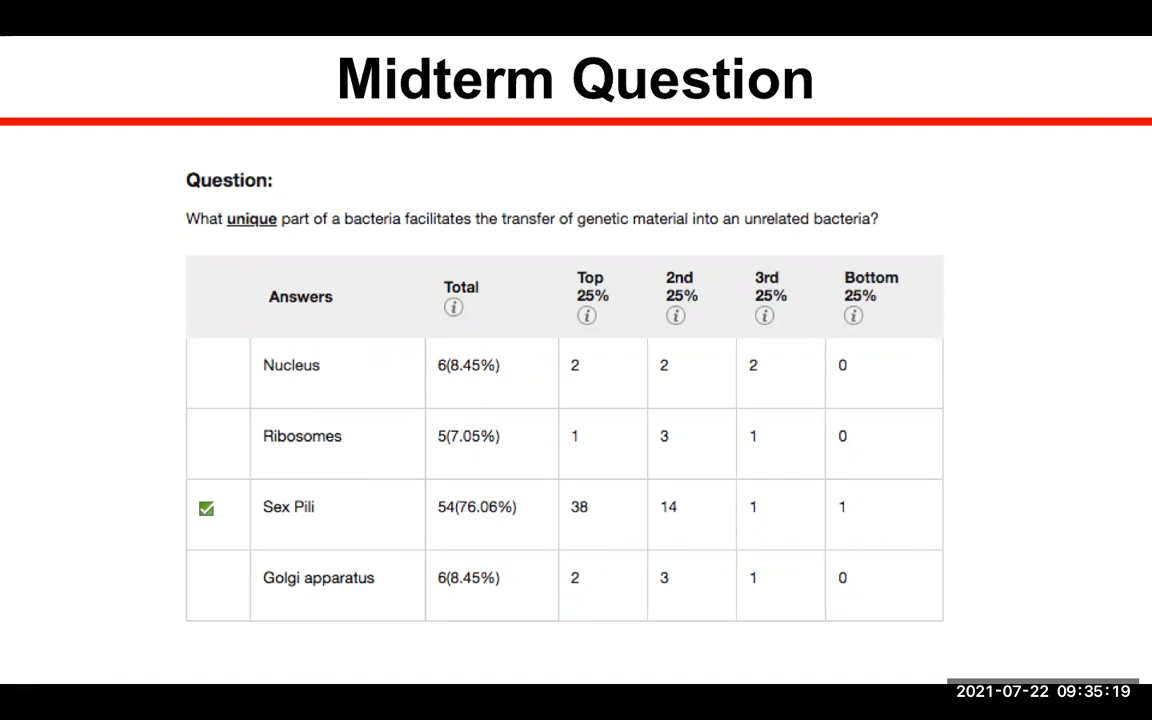 Midterm Question
Question:
What unique part of a bacteria facilitates the transfer of genetic material into an unrelated bacteria?
Answers Total Top 25% 2nd 25% 3rd 25% Bottom 25%
Nucleus 6(8.45%) 2 2 2 0
Ribosomes 5(7.05%) 1 3 1 0
Sex Pili 54(76.06%) 38 14 1 1
Golgi apparatus 6(8.45%) 2 3 1 0
2021-07-22 09:35:19